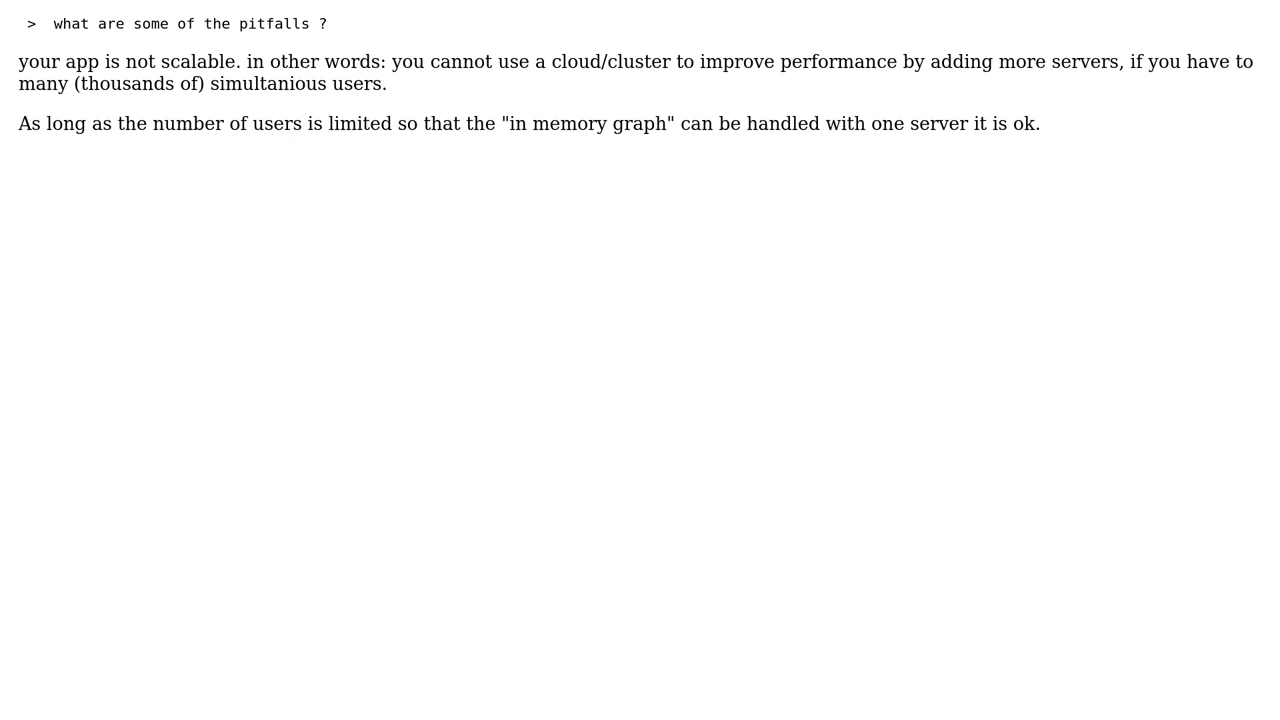 > what are some of the pitfalls ?
your app is not scalable. in other words: you cannot use a cloud/cluster to improve performance by adding more servers, if you have to
many (thousands of) simultanious users.
As long as the number of users is limited so that the "in memory graph" can be handled with one server it is ok.